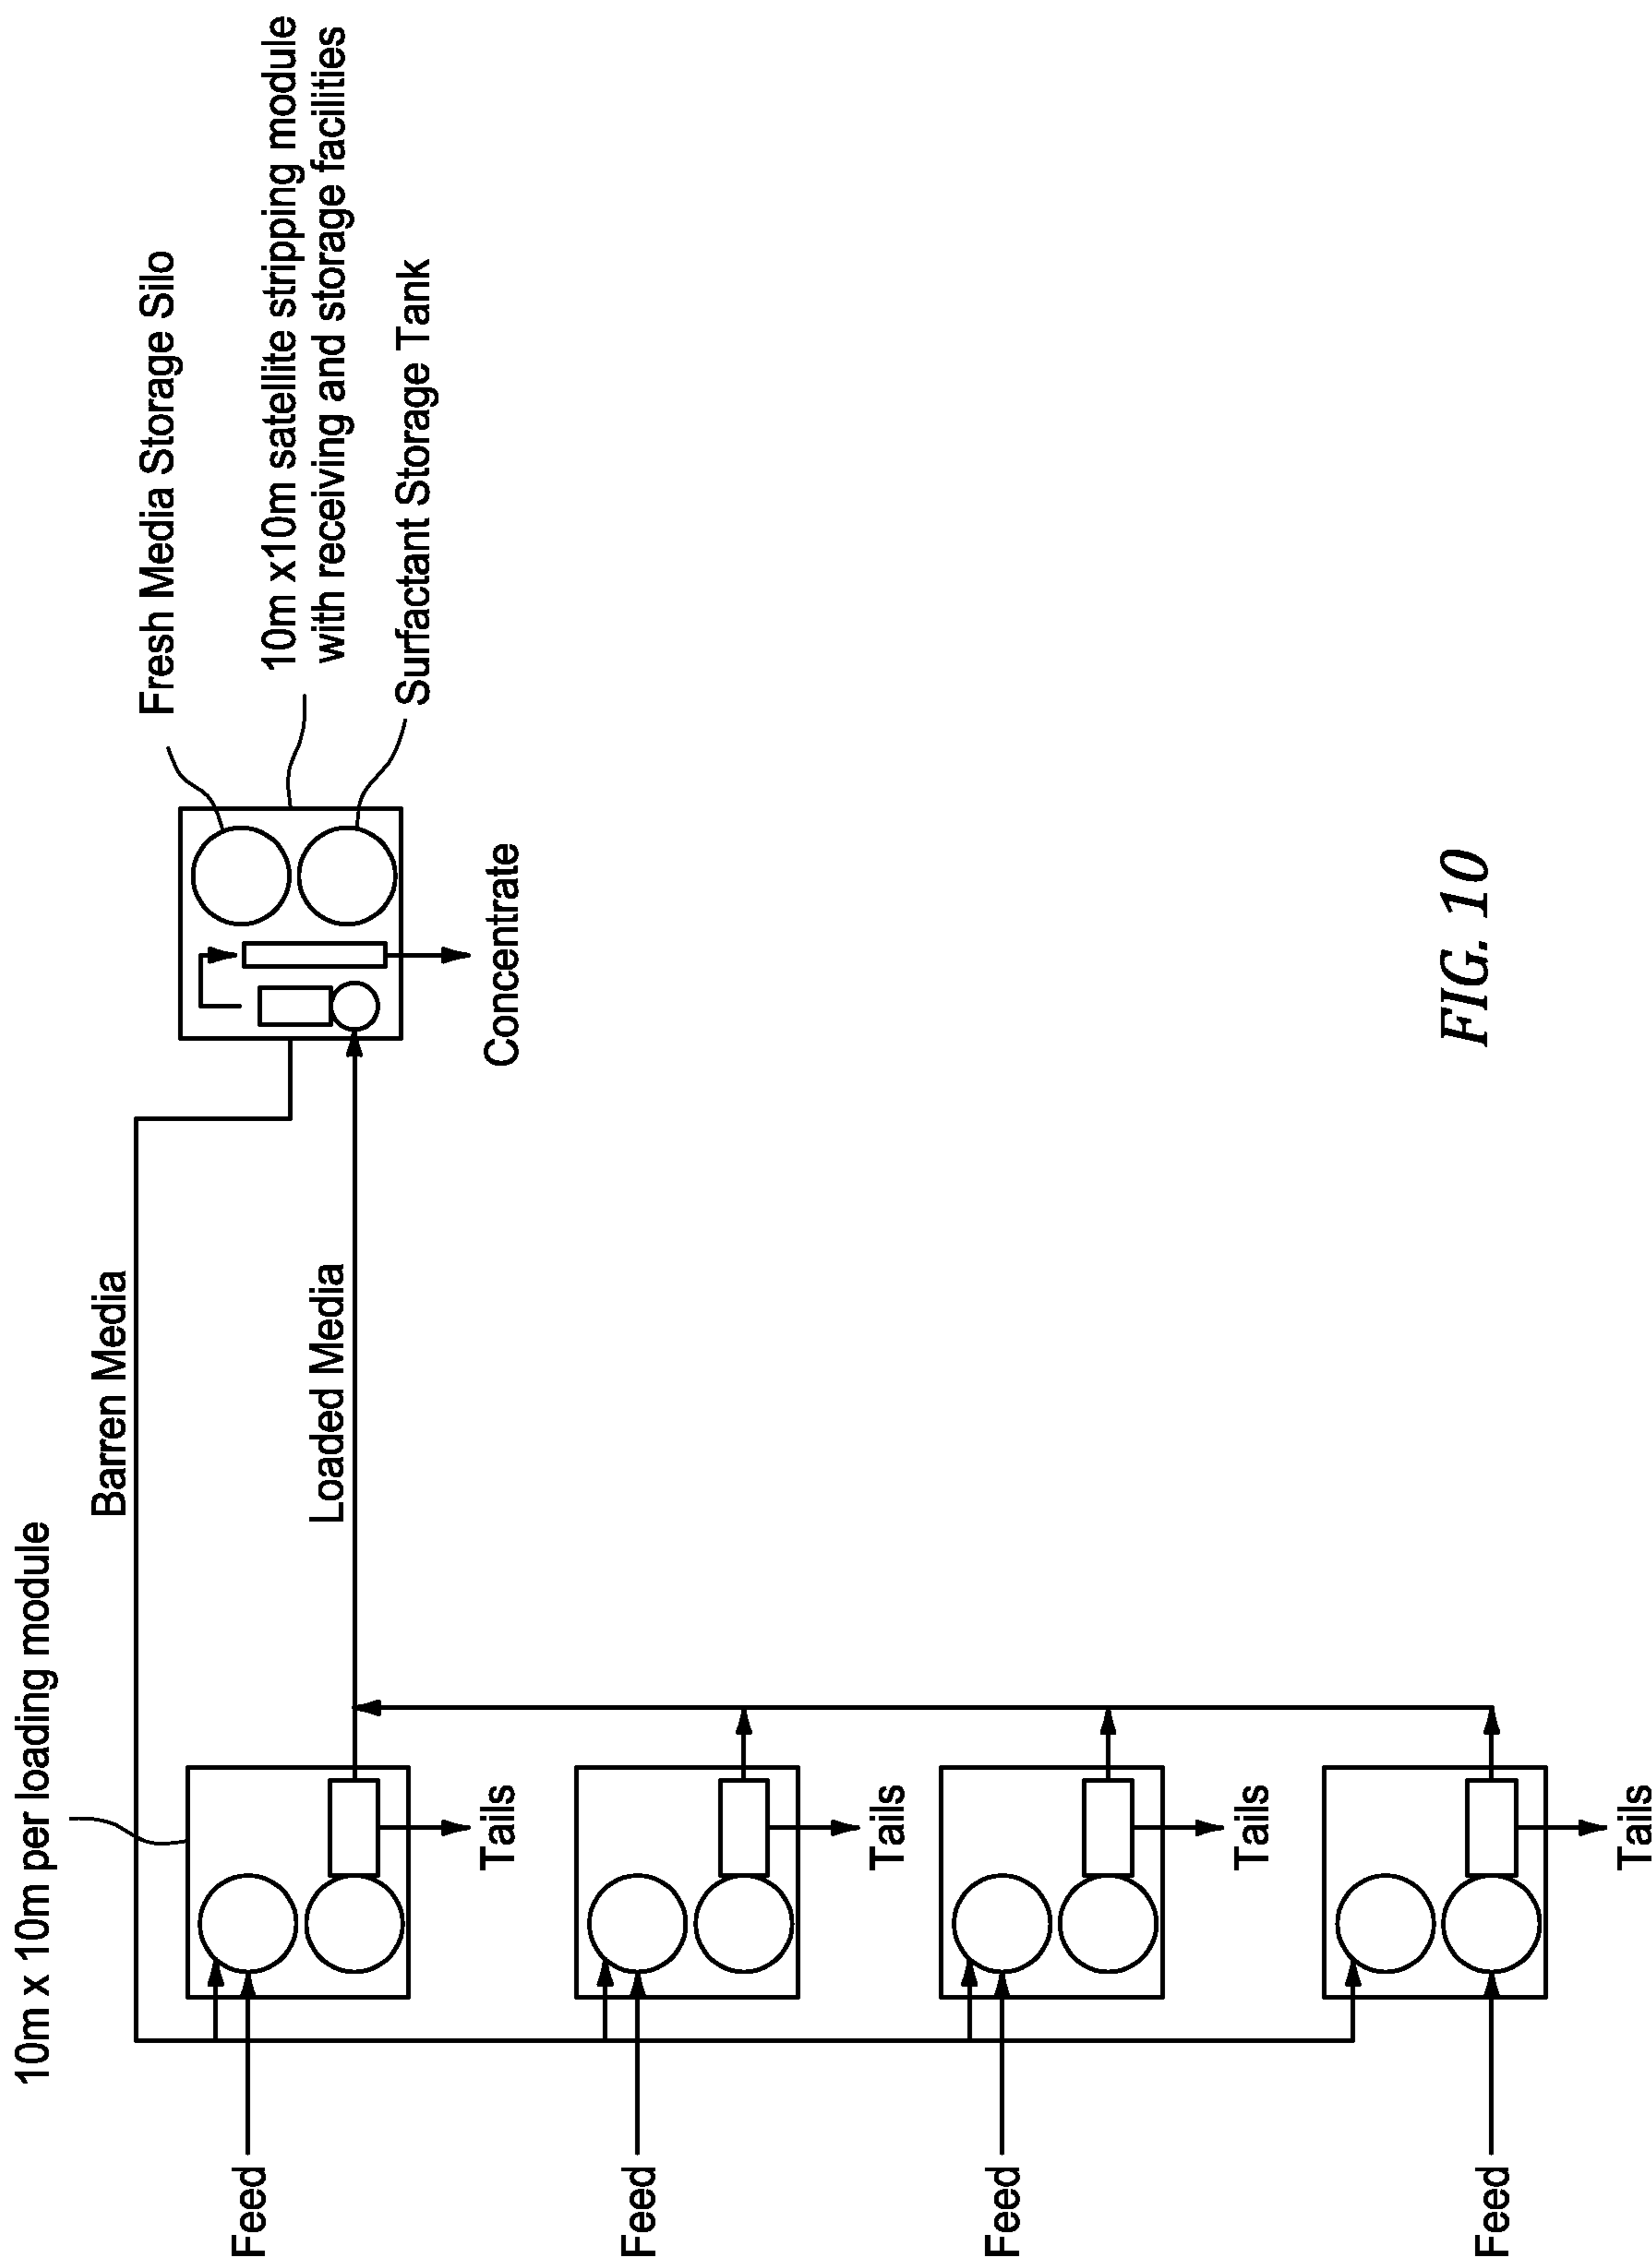 10m x 10m per loading module
Barren Media
Loaded Media
Fresh Media Storage Silo
10m x10m satellite stripping module
with receiving and storage facilities
Surfactant Storage Tank
Concentrate
Feed
Tails
Feed
Tails
Feed
Tails
Feed
Tails
FIG. 10